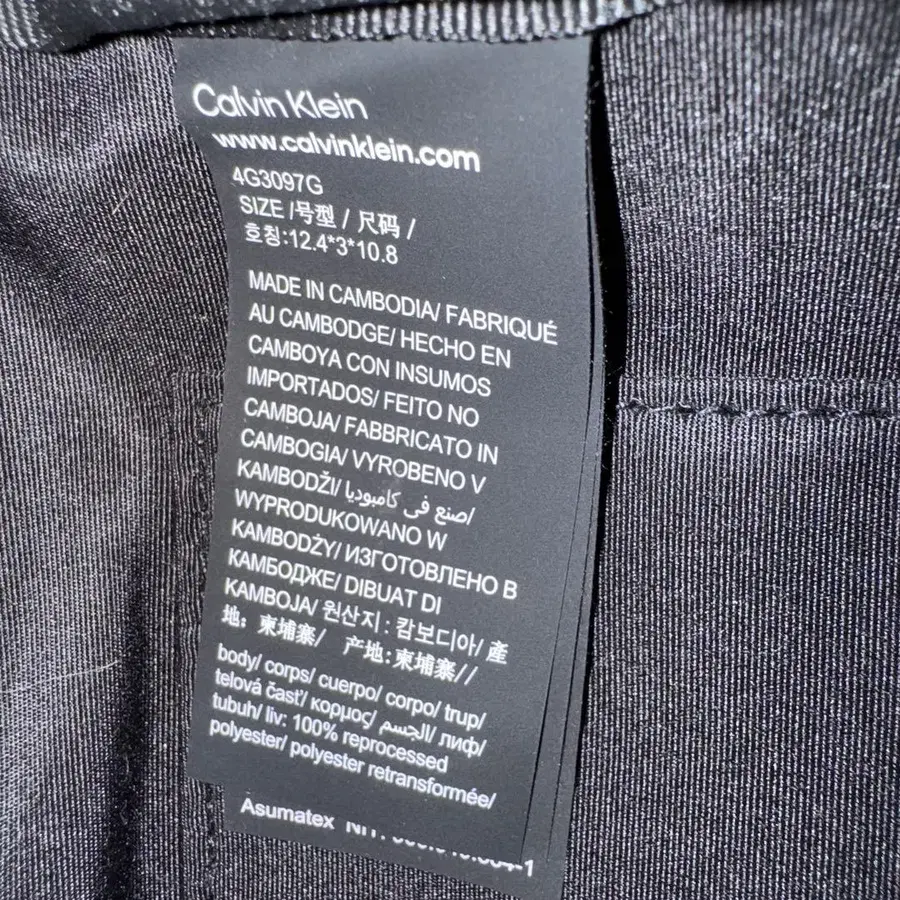 Calvin Klein
www.calvinklein.com
4G3097G
SIZE /号型 / 尺码 /
호칭:12.4*3*10.8
MADE IN CAMBODIA/ FABRIQUÉ
AU CAMBODGE/ HECHO EN
CAMBOYA CON INSUMOS
IMPORTADOS/ FEITO NO
CAMBOJA/ FABBRICATO IN
CAMBOGIA/ VYROBENO V
KAMBODŽI/ صنع في كامبوديا/
WYPRODUKOWANO W
KAMBODŻY/ ИЗГОТОВЛЕНО В
КАМБОДЖЕ/ DIBUAT DI
KAMBOJA/ 원산지 : 캄보디아/ 產
地: 柬埔寨/ 产地:柬埔寨//
body/ corps/ cuerpo/ corpo/ trup/
telová časť/ κορμος/ الجسم/ лиф/
tubuh/ liv: 100% reprocessed
polyester/ polyester retransformée/
Asumatex